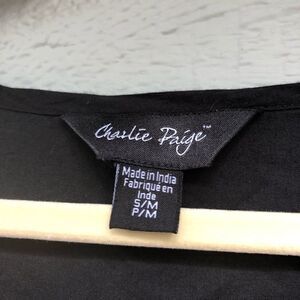 Charlie Paige™
Made in India
Fabriqué en
Inde
S/M
P/M